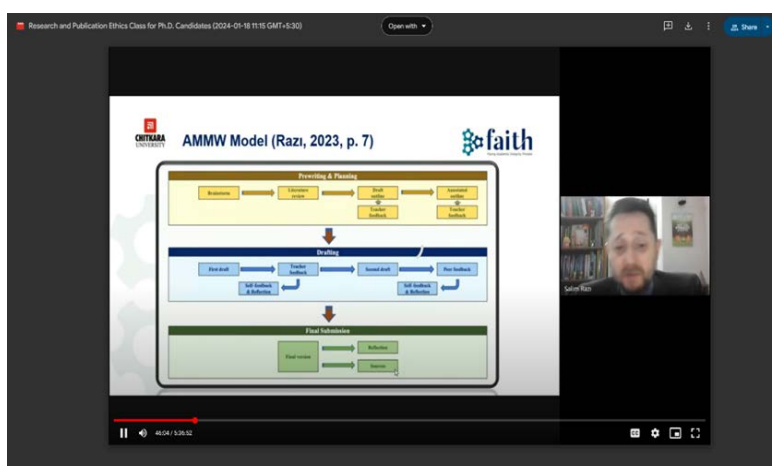 Research and Publication Ethics Class for Ph.D. Candidates (2024-01-18 11:15 GMT+5:30)
Open with
Share
CHITKARA
UNIVERSITY
AMMW Model (Razı, 2023, p. 7)
faith
Prewriting & Planning
Brainstorm
Literature
review
Draft
outline
Annotated
outline
Teacher
feedback
Teacher
feedback
Drafting
First draft
Teacher
feedback
Second draft
Peer feedback
Self-feedback
& Reflection
Self-feedback
& Reflection
Final Submission
Final version
Reflection
Sources
Salim Razı
46:04 / 5:36:52
CC